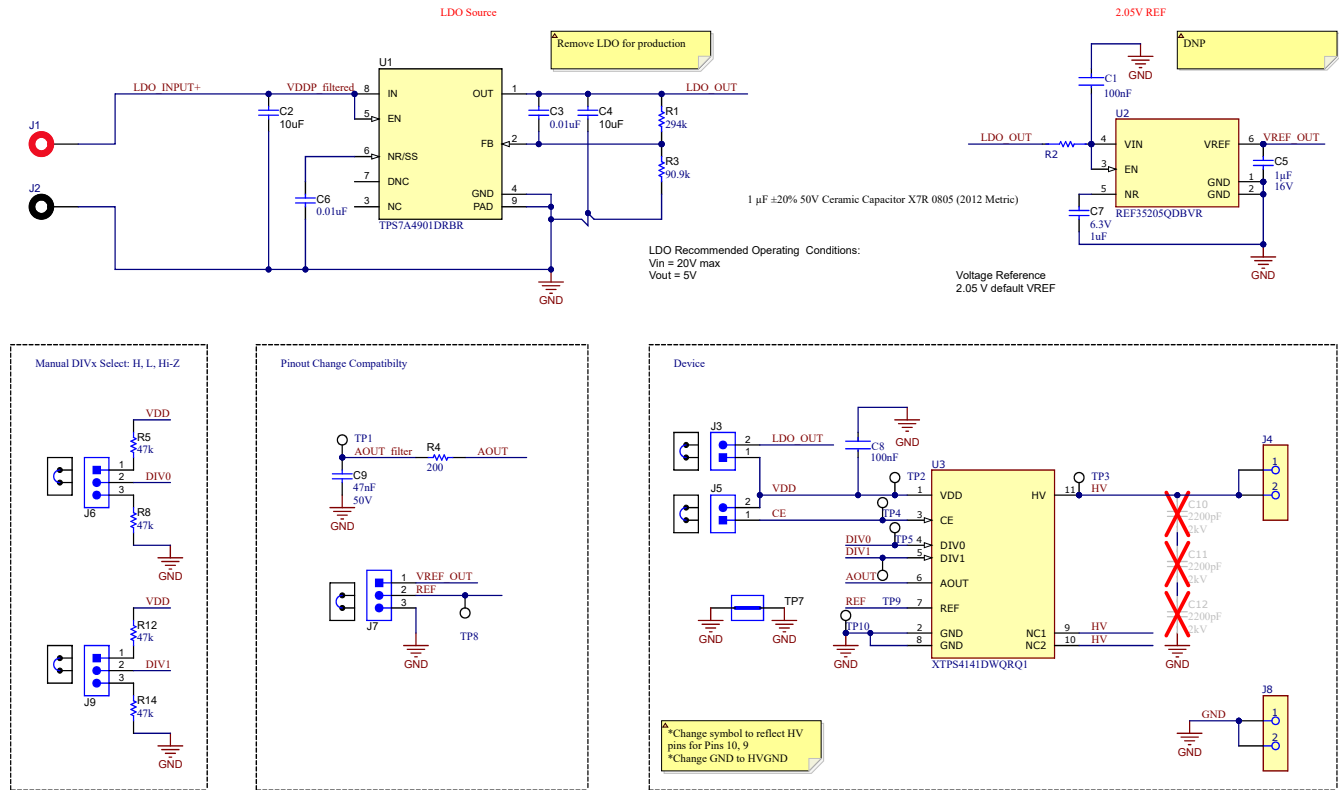 LDO Source
2.05V REF
Remove LDO for production
DNP
U1
LDO_INPUT+
VDDP_filtered
8
IN
OUT
1
LDO_OUT
5
EN
C2
10uF
C3
0.01uF
C4
10uF
R1
294k
FB
2
J1
6
NR/SS
7
DNC
R3
90.9k
J2
C6
0.01uF
3
NC
GND
4
PAD
9
TPS7A4901DRBR
GND
LDO Recommended Operating Conditions:
Vin = 20V max
Vout = 5V
1 µF ±20% 50V Ceramic Capacitor X7R 0805 (2012 Metric)
GND
C1
100nF
U2
LDO_OUT
R2
4
VIN
VREF
6
VREF_OUT
3
EN
C5
1µF
16V
5
NR
GND
1
GND
2
REF35205QDBVR
C7
6.3V
1uF
GND
Voltage Reference
2.05 V default VREF
Manual DIVx Select: H, L, Hi-Z
VDD
R5
47k
1
2
3
DIV0
J6
R8
47k
GND
VDD
R12
47k
1
2
3
DIV1
J9
R14
47k
GND
Pinout Change Compatibilty
TP1
AOUT_filter
R4
200
AOUT
C9
47nF
50V
GND
1
VREF_OUT
2
REF
3
J7
TP8
GND
Device
J3
2
LDO_OUT
1
C8
100nF
GND
J5
2
VDD
1
CE
TP2
TP4
TP5
U3
1
VDD
HV
11
HV
TP3
3
CE
DIV0
4
DIV0
DIV1
5
DIV1
AOUT
6
AOUT
REF
TP9
7
REF
TP10
2
GND
NC1
9
HV
8
GND
NC2
10
HV
GND
XTPS4141DWQRQ1
TP7
GND
GND
C10
2200pF
2kV
C11
2200pF
2kV
C12
2200pF
2kV
GND
J4
1
2
J8
GND
1
2
GND
*Change symbol to reflect HV
pins for Pins 10, 9
*Change GND to HVGND